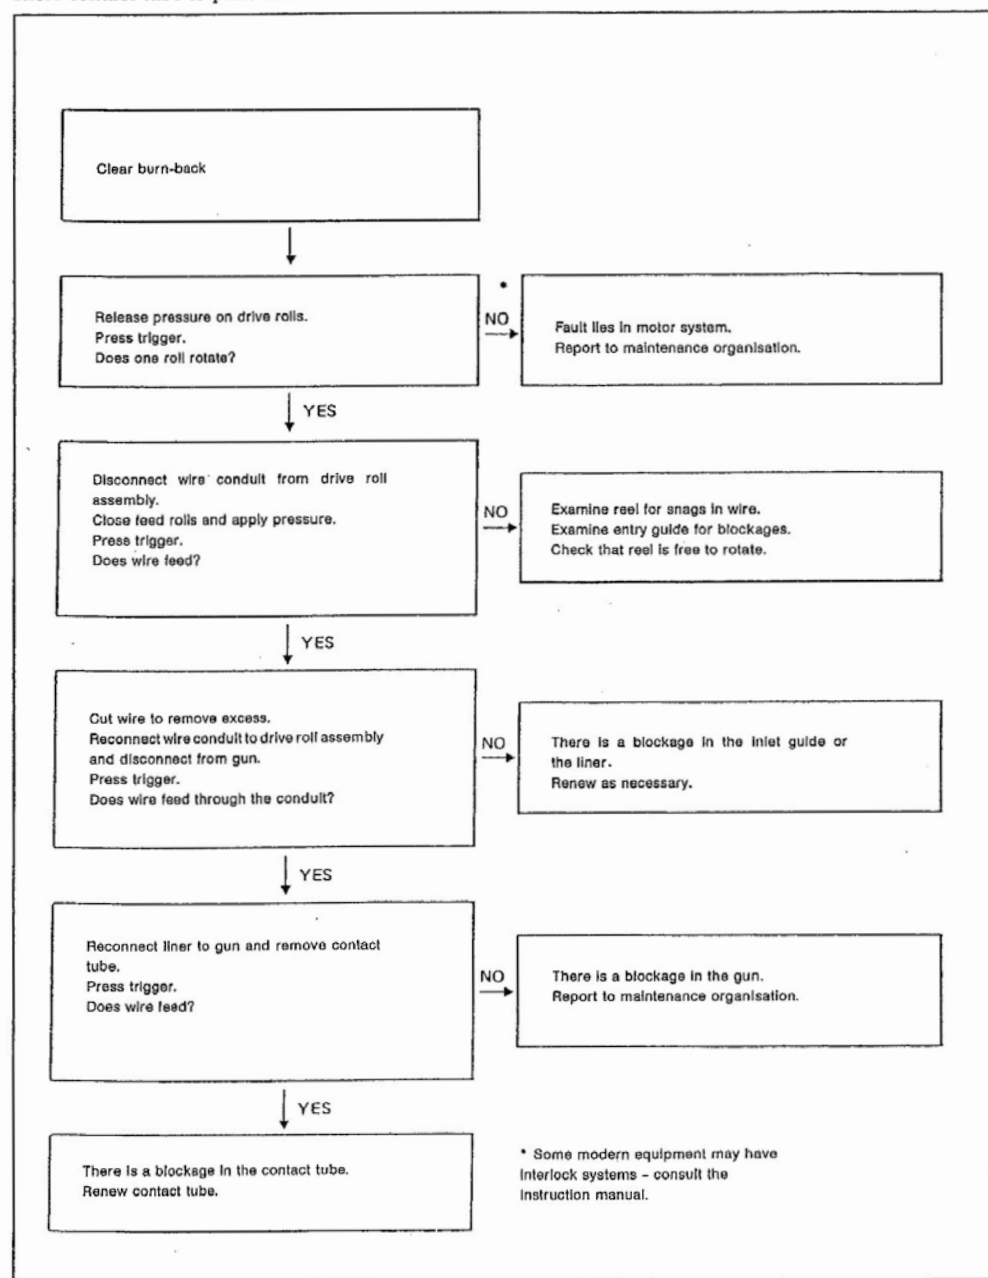 Clear burn-back
Release pressure on drive rolls.
Press trigger.
Does one roll rotate?
*
NO
Fault lies in motor system.
Report to maintenance organisation.
YES
Disconnect wire conduit from drive roll
assembly.
Close feed rolls and apply pressure.
Press trigger.
Does wire feed?
NO
Examine reel for snags in wire.
Examine entry guide for blockages.
Check that reel is free to rotate.
YES
Cut wire to remove excess.
Reconnect wire conduit to drive roll assembly
and disconnect from gun.
Press trigger.
Does wire feed through the conduit?
NO
There is a blockage in the inlet guide or
the liner.
Renew as necessary.
YES
Reconnect liner to gun and remove contact
tube.
Press trigger.
Does wire feed?
NO
There is a blockage in the gun.
Report to maintenance organisation.
YES
There is a blockage in the contact tube.
Renew contact tube.
* Some modern equipment may have
interlock systems – consult the
instruction manual.